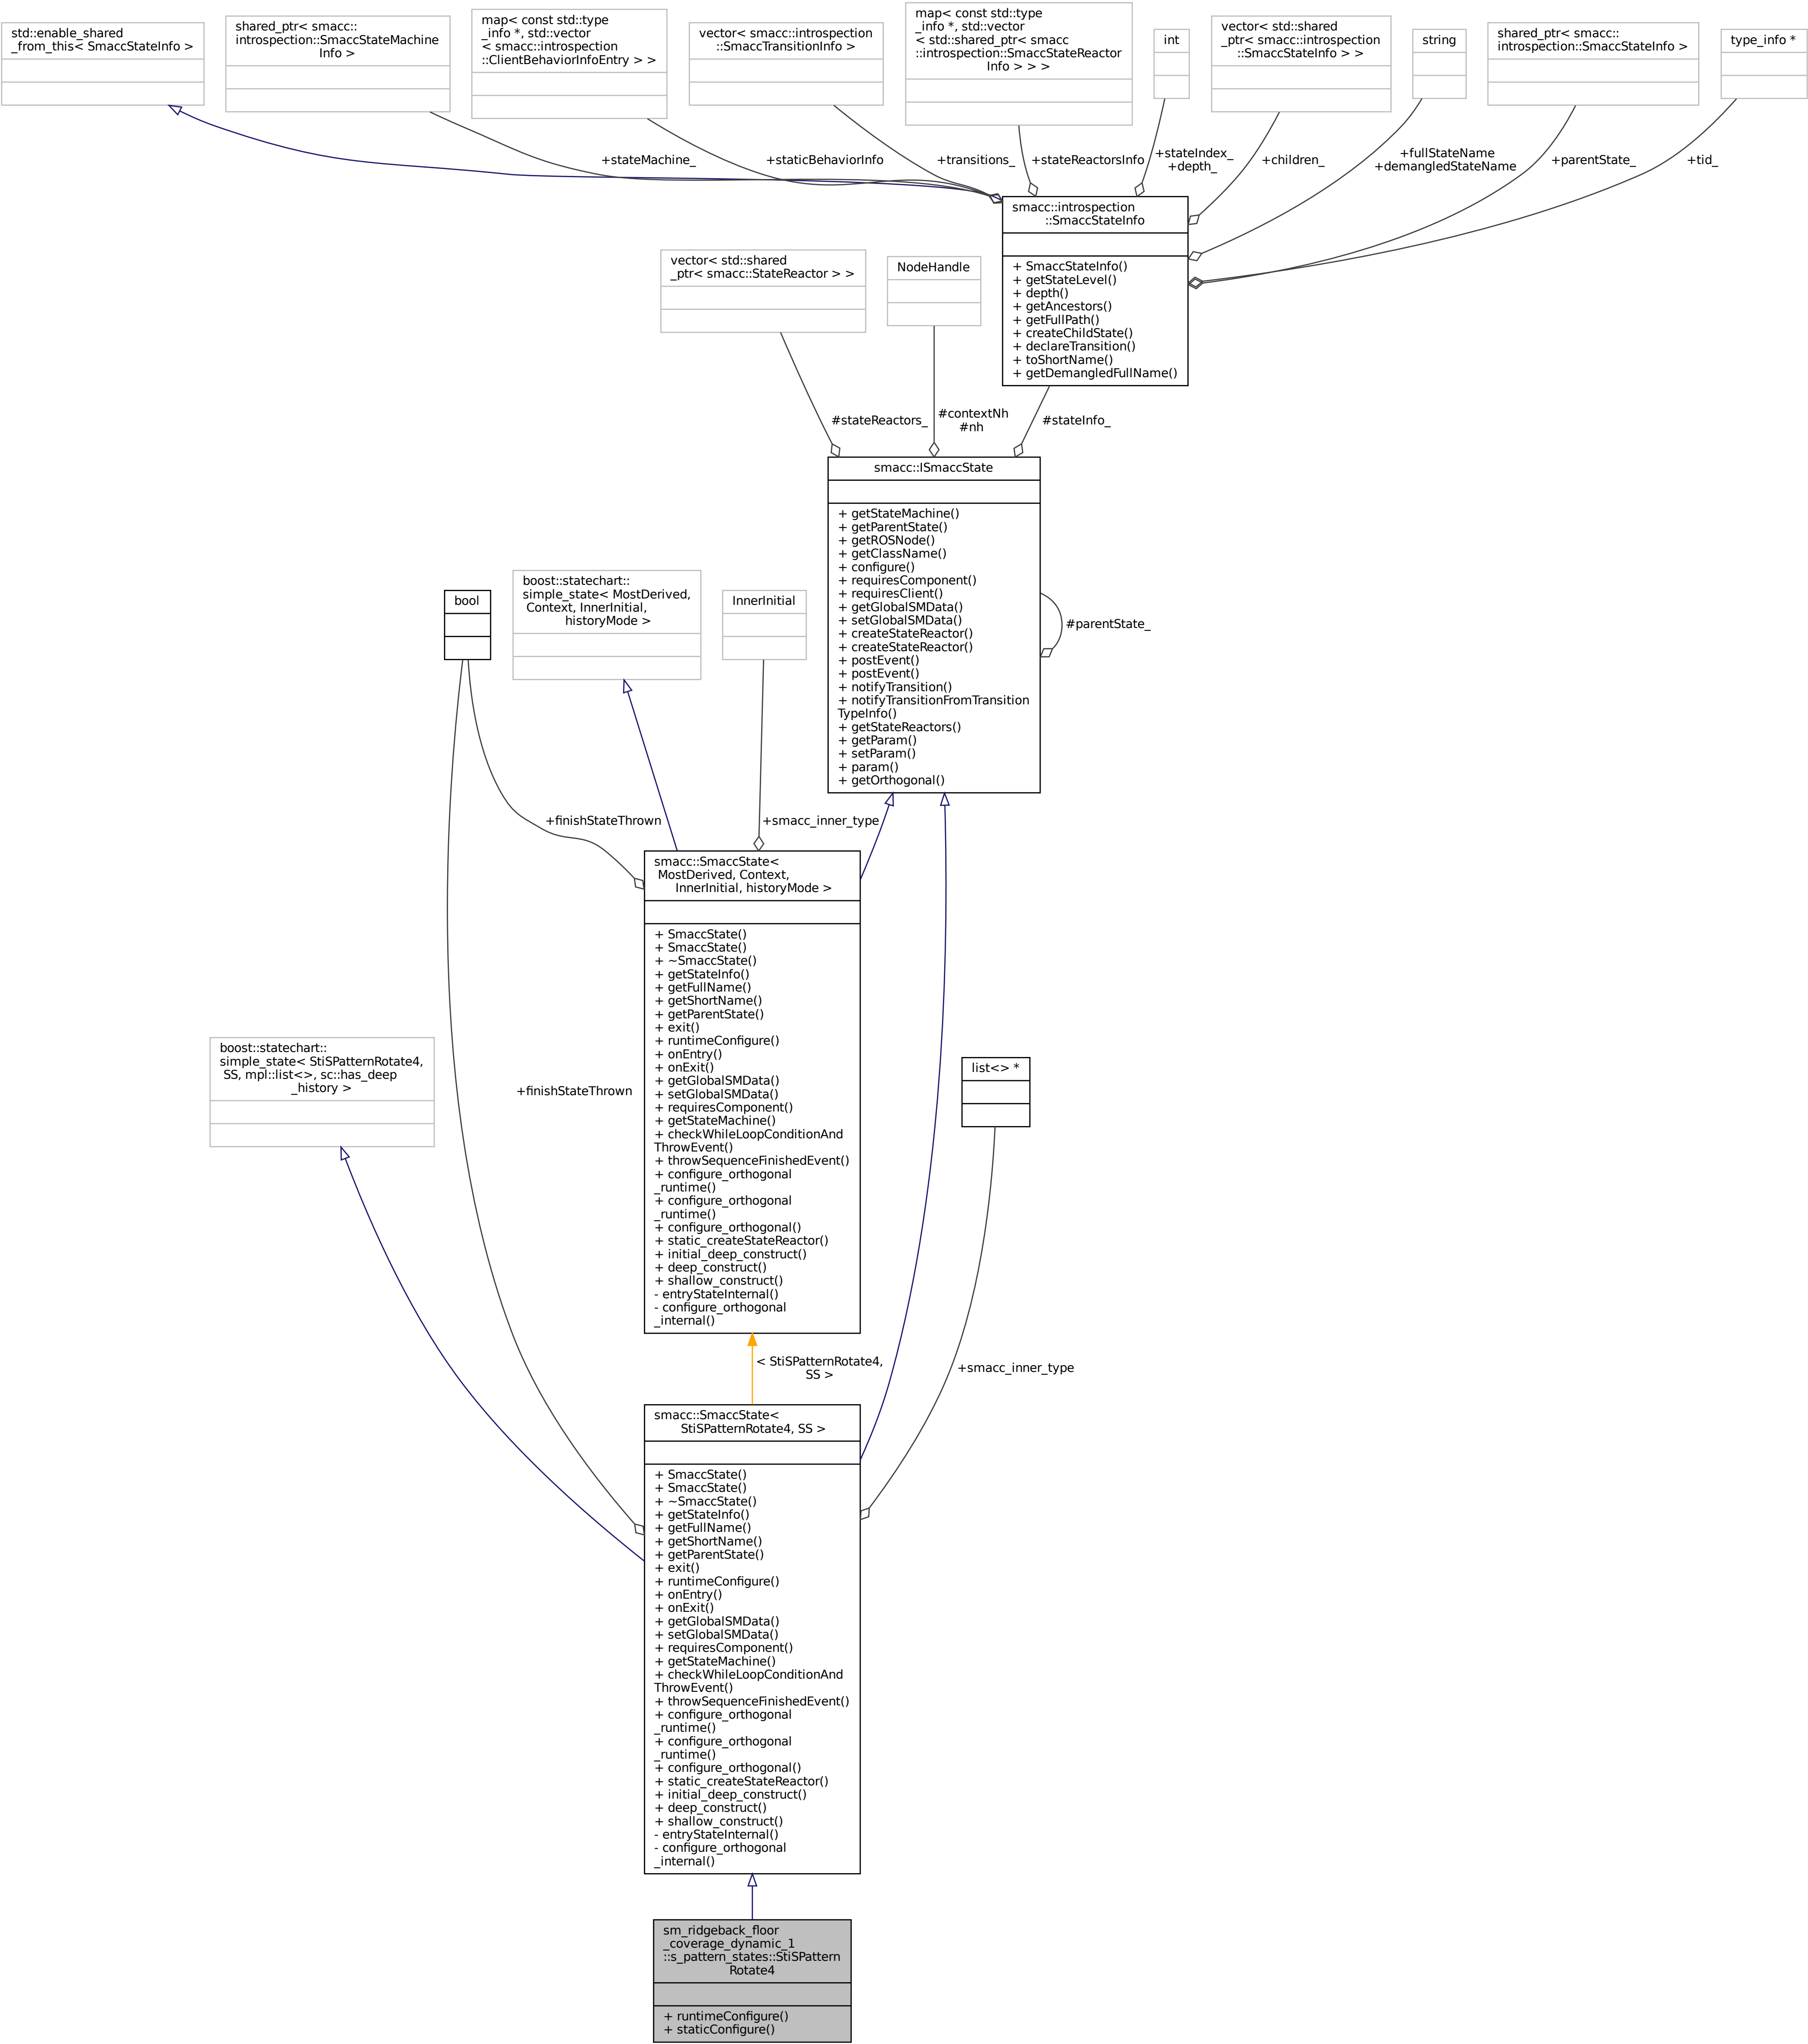 std::enable_shared
_from_this< SmaccStateInfo >
shared_ptr< smacc::
introspection::SmaccStateMachine
Info >
map< const std::type
_info *, std::vector
< smacc::introspection
::ClientBehaviorInfoEntry > >
vector< smacc::introspection
::SmaccTransitionInfo >
map< const std::type
_info *, std::vector
< std::shared_ptr< smacc
::introspection::SmaccStateReactor
Info > > >
int
vector< std::shared
_ptr< smacc::introspection
::SmaccStateInfo > >
string
shared_ptr< smacc::
introspection::SmaccStateInfo >
type_info *
+stateMachine_
+staticBehaviorInfo
+transitions_
+stateReactorsInfo
+stateIndex_
+depth_
+children_
+fullStateName
+demangledStateName
+parentState_
+tid_
smacc::introspection
::SmaccStateInfo
+ SmaccStateInfo()
+ getStateLevel()
+ depth()
+ getAncestors()
+ getFullPath()
+ createChildState()
+ declareTransition()
+ toShortName()
+ getDemangledFullName()
vector< std::shared
_ptr< smacc::StateReactor > >
NodeHandle
#stateReactors_
#contextNh
#nh
#stateInfo_
smacc::ISmaccState
+ getStateMachine()
+ getParentState()
+ getROSNode()
+ getClassName()
+ configure()
+ requiresComponent()
+ requiresClient()
+ getGlobalSMData()
+ setGlobalSMData()
+ createStateReactor()
+ createStateReactor()
+ postEvent()
+ postEvent()
+ notifyTransition()
+ notifyTransitionFromTransition
TypeInfo()
+ getStateReactors()
+ getParam()
+ setParam()
+ param()
+ getOrthogonal()
#parentState_
bool
boost::statechart::
simple_state< MostDerived,
Context, InnerInitial,
historyMode >
InnerInitial
+finishStateThrown
+smacc_inner_type
smacc::SmaccState<
MostDerived, Context,
InnerInitial, historyMode >
+ SmaccState()
+ SmaccState()
+ ~SmaccState()
+ getStateInfo()
+ getFullName()
+ getShortName()
+ getParentState()
+ exit()
+ runtimeConfigure()
+ onEntry()
+ onExit()
+ getGlobalSMData()
+ setGlobalSMData()
+ requiresComponent()
+ getStateMachine()
+ checkWhileLoopConditionAnd
ThrowEvent()
+ throwSequenceFinishedEvent()
+ configure_orthogonal
_runtime()
+ configure_orthogonal
_runtime()
+ configure_orthogonal()
+ static_createStateReactor()
+ initial_deep_construct()
+ deep_construct()
+ shallow_construct()
- entryStateInternal()
- configure_orthogonal
_internal()
boost::statechart::
simple_state< StiSPatternRotate4,
SS, mpl::list<>, sc::has_deep
_history >
+finishStateThrown
list<> *
< StiSPatternRotate4,
SS >
+smacc_inner_type
smacc::SmaccState<
StiSPatternRotate4, SS >
+ SmaccState()
+ SmaccState()
+ ~SmaccState()
+ getStateInfo()
+ getFullName()
+ getShortName()
+ getParentState()
+ exit()
+ runtimeConfigure()
+ onEntry()
+ onExit()
+ getGlobalSMData()
+ setGlobalSMData()
+ requiresComponent()
+ getStateMachine()
+ checkWhileLoopConditionAnd
ThrowEvent()
+ throwSequenceFinishedEvent()
+ configure_orthogonal
_runtime()
+ configure_orthogonal
_runtime()
+ configure_orthogonal()
+ static_createStateReactor()
+ initial_deep_construct()
+ deep_construct()
+ shallow_construct()
- entryStateInternal()
- configure_orthogonal
_internal()
sm_ridgeback_floor
_coverage_dynamic_1
::s_pattern_states::StiSPattern
Rotate4
+ runtimeConfigure()
+ staticConfigure()